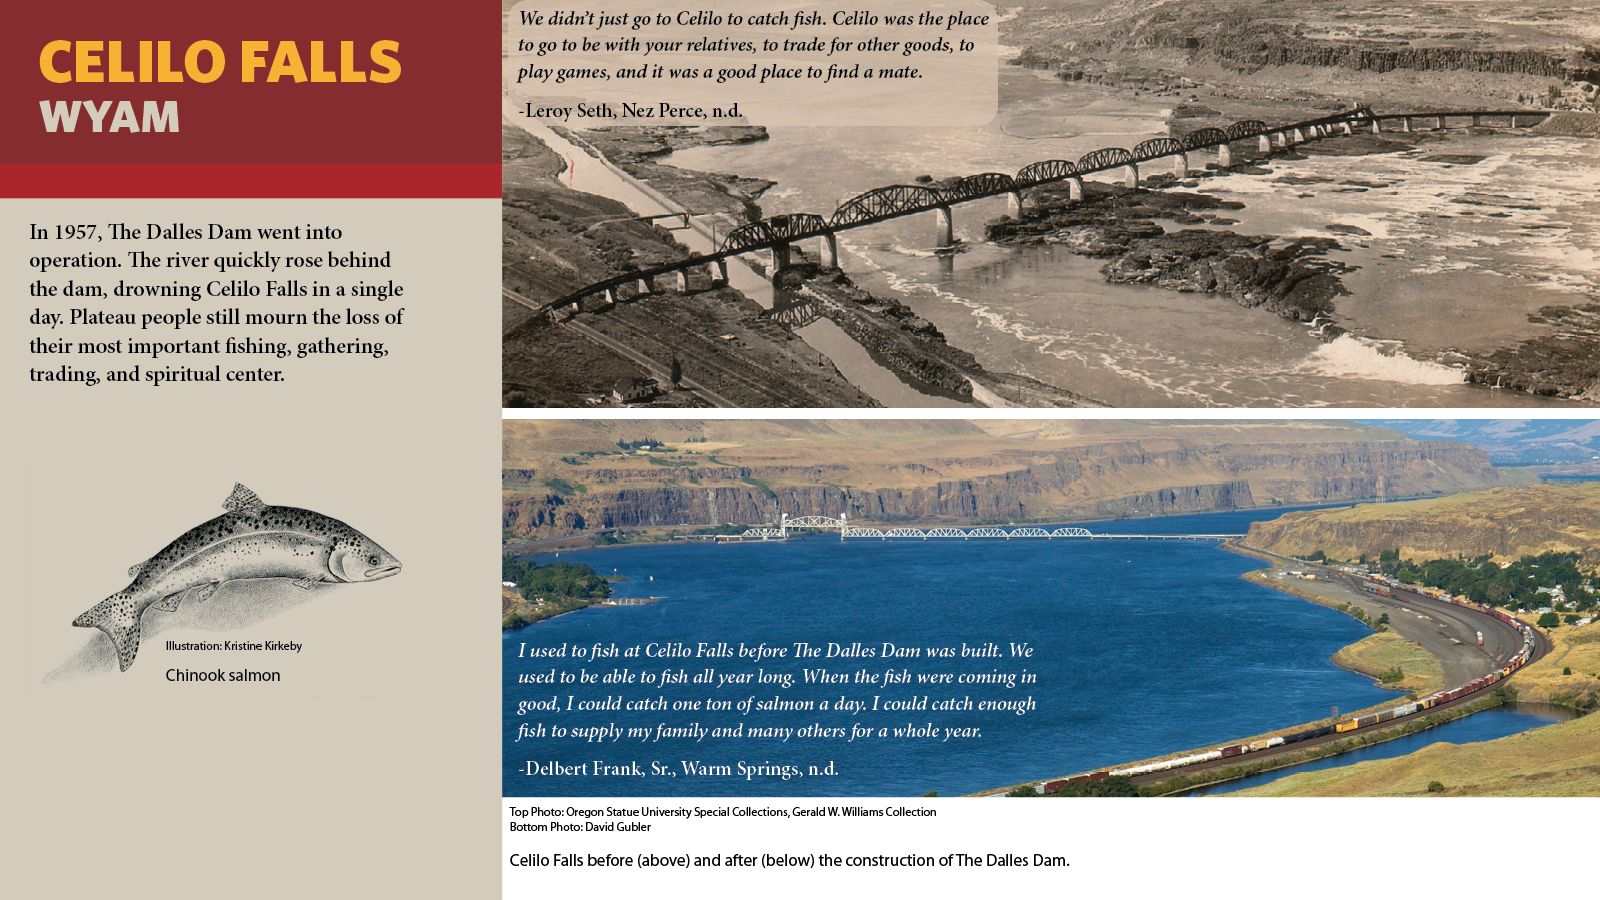 CELILO FALLS
WYAM
In 1957, The Dalles Dam went into
operation. The river quickly rose behind
the dam, drowning Celilo Falls in a single
day. Plateau people still mourn the loss of
their most important fishing, gathering,
trading, and spiritual center.
Illustration: Kristine Kirkeby
Chinook salmon
We didn't just go to Celilo to catch fish. Celilo was the place
to go to be with your relatives, to trade for other goods, to
play games, and it was a good place to find a mate.
-Leroy Seth, Nez Perce, n.d.
I used to fish at Celilo Falls before The Dalles Dam was built. We
used to be able to fish all year long. When the fish were coming in
good, I could catch one ton of salmon a day. I could catch enough
fish to supply my family and many others for a whole year.
-Delbert Frank, Sr., Warm Springs, n.d.
Top Photo: Oregon Statue University Special Collections, Gerald W. Williams Collection
Bottom Photo: David Gubler
Celilo Falls before (above) and after (below) the construction of The Dalles Dam.